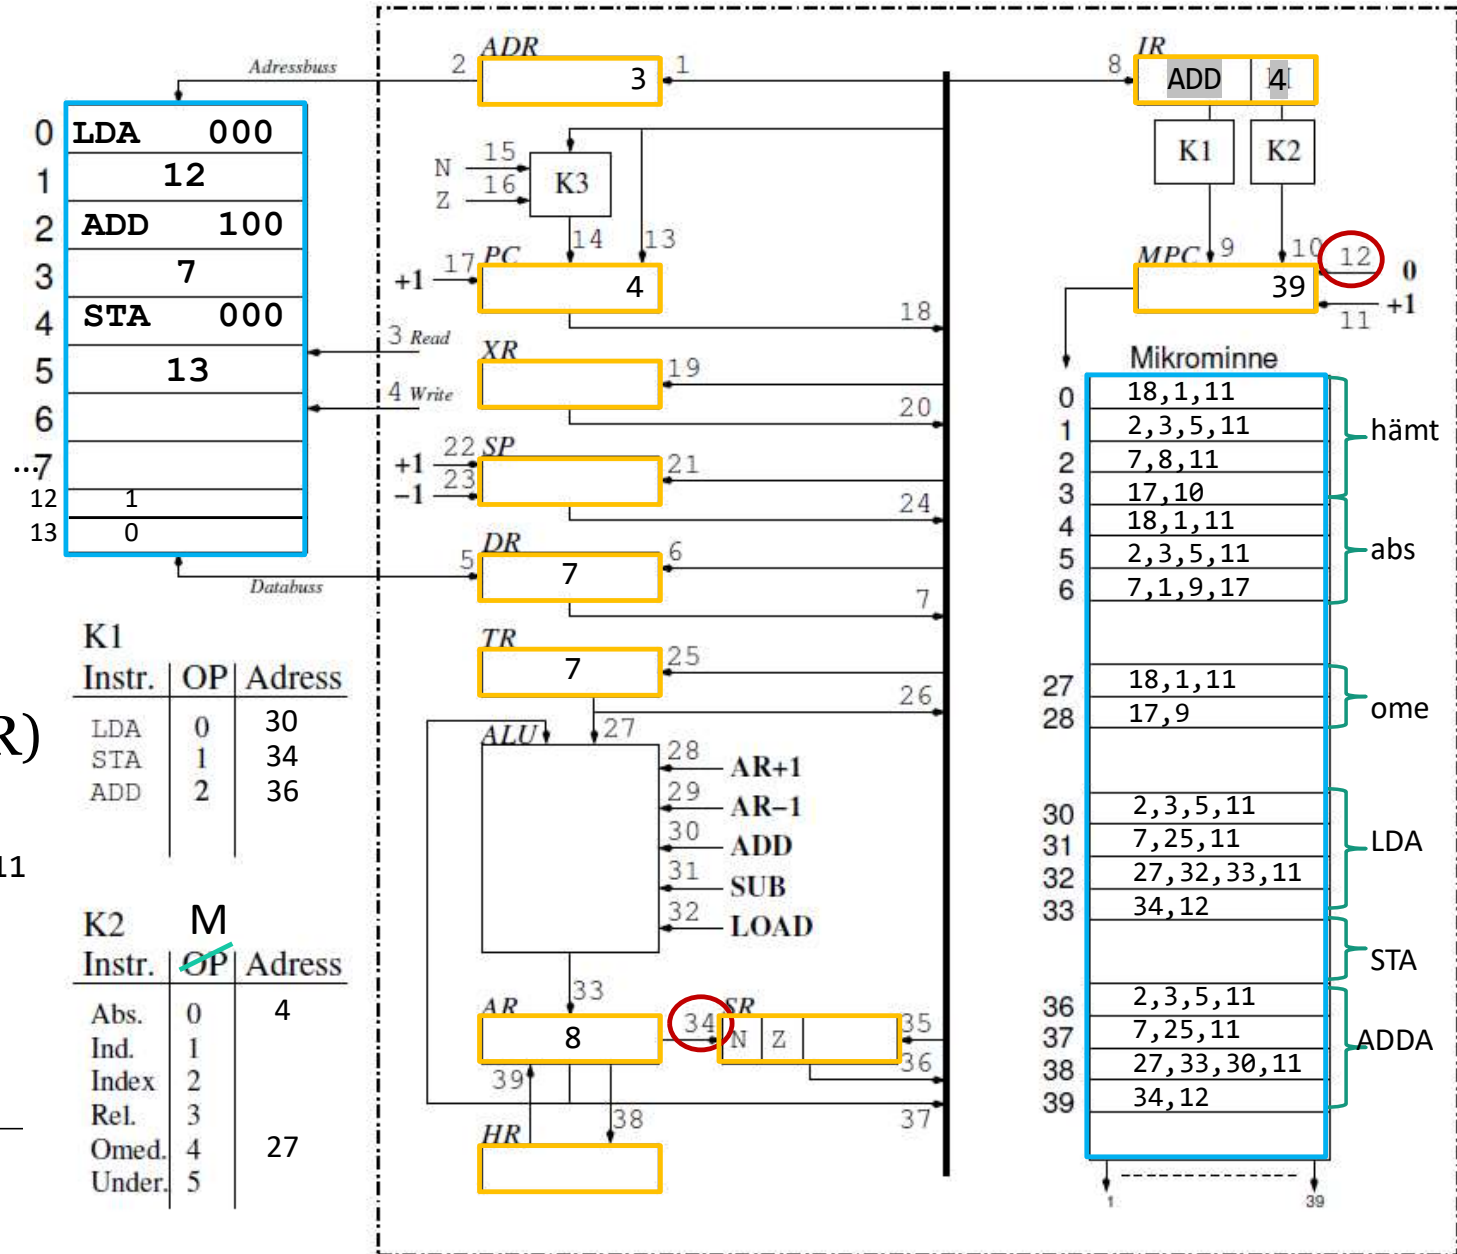 Adressbuss 2 ADR 3 1 8 IR ADD 4
0 LDA 000
1 12
2 ADD 100
3 7
4 STA 000
5 13
6
...7
12 1
13 0
Databuss
N 15
Z 16
K3
14 13
+1 17 PC 4 18
3 Read
4 Write
XR 19
20
+1 22 SP 21
-1 23
24
5 DR 7 6
7
TR 7 25
26
27
ALU
28 AR+1
29 AR-1
30 ADD
31 SUB
32 LOAD
33
AR 8 34 SR N Z 35
36
39 38 37
HR
K1 K2
9 10 12 0
MPC 39
11 +1
Mikrominne
0 18,1,11
1 2,3,5,11
2 7,8,11
3 17,10
hämt
4 18,1,11
5 2,3,5,11
6 7,1,9,17
abs
27 18,1,11
28 17,9
ome
30 2,3,5,11
31 7,25,11
32 27,32,33,11
33 34,12
LDA
STA
36 2,3,5,11
37 7,25,11
38 27,33,30,11
39 34,12
ADDA
1 39
K1
Instr. OP Adress
LDA 0 30
STA 1 34
ADD 2 36
R)
11
K2 M
Instr. OP Adress
Abs. 0 4
Ind. 1
Index 2
Rel. 3
Omed. 4 27
Under. 5